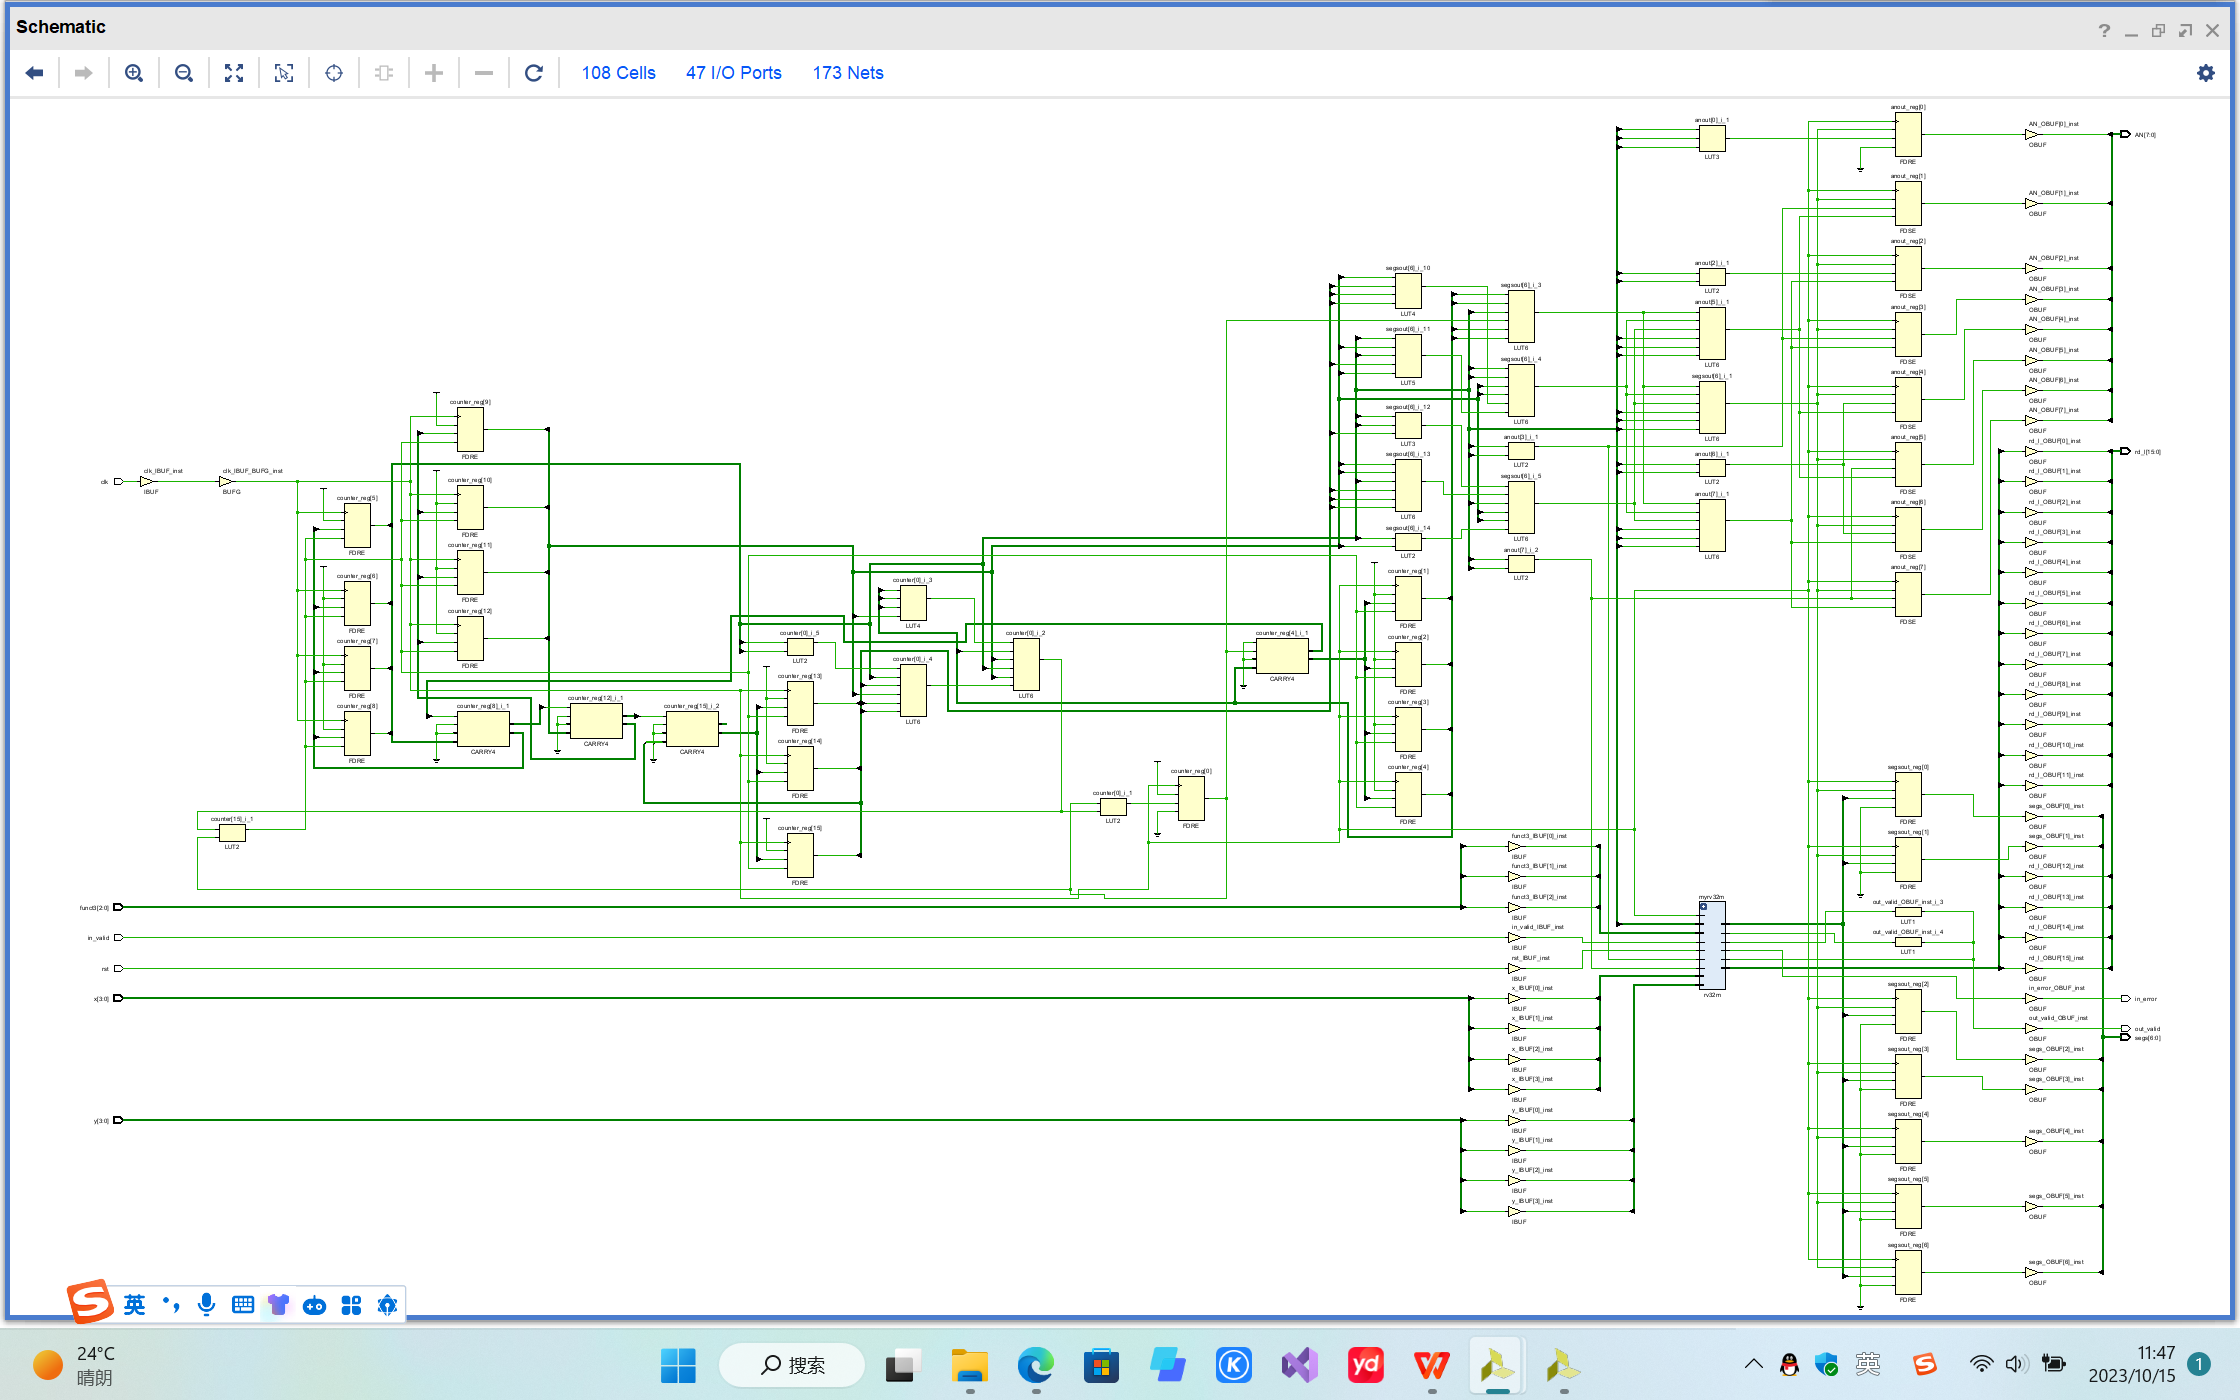 Schematic
108 Cells 47 I/O Ports 173 Nets
clk
clk_IBUF_inst
IBUF
clk_IBUF_BUFG_inst
BUFG
counter_reg[5]
FDRE
counter_reg[6]
FDRE
counter_reg[7]
FDRE
counter_reg[8]
FDRE
counter_reg[9]
FDRE
counter_reg[10]
FDRE
counter_reg[11]
FDRE
counter_reg[12]
FDRE
counter_reg[8]_i_1
CARRY4
counter_reg[12]_i_1
CARRY4
counter_reg[15]_i_2
CARRY4
counter[15]_i_1
LUT2
counter[0]_i_5
LUT2
counter_reg[13]
FDRE
counter_reg[14]
FDRE
counter_reg[15]
FDRE
counter[0]_i_3
LUT4
counter[0]_i_4
LUT6
counter[0]_i_2
LUT6
counter[0]_i_1
LUT2
counter_reg[0]
FDRE
counter_reg[4]_i_1
CARRY4
segsout[6]_i_10
LUT4
segsout[6]_i_11
LUT5
segsout[6]_i_12
LUT3
segsout[6]_i_13
LUT6
segsout[6]_i_14
LUT2
counter_reg[1]
FDRE
counter_reg[2]
FDRE
counter_reg[3]
FDRE
counter_reg[4]
FDRE
segsout[6]_i_3
LUT6
segsout[6]_i_4
LUT6
anout[3]_i_1
LUT2
segsout[6]_i_5
LUT6
anout[7]_i_2
LUT2
funct3[2:0]
in_valid
rst
x[3:0]
y[3:0]
funct3_IBUF[0]_inst
IBUF
funct3_IBUF[1]_inst
IBUF
funct3_IBUF[2]_inst
IBUF
in_valid_IBUF_inst
IBUF
rst_IBUF_inst
IBUF
x_IBUF[0]_inst
IBUF
x_IBUF[1]_inst
IBUF
x_IBUF[2]_inst
IBUF
x_IBUF[3]_inst
IBUF
y_IBUF[0]_inst
IBUF
y_IBUF[1]_inst
IBUF
y_IBUF[2]_inst
IBUF
y_IBUF[3]_inst
IBUF
anout[0]_i_1
LUT3
anout[2]_i_1
LUT2
anout[5]_i_1
LUT6
segsout[6]_i_1
LUT6
anout[6]_i_1
LUT2
anout[7]_i_1
LUT6
myrv32m
rv32m
anout_reg[0]
FDRE
anout_reg[1]
FDSE
anout_reg[2]
FDSE
anout_reg[3]
FDSE
anout_reg[4]
FDSE
anout_reg[5]
FDSE
anout_reg[6]
FDSE
anout_reg[7]
FDSE
segsout_reg[0]
FDRE
segsout_reg[1]
FDRE
out_valid_OBUF_inst_i_3
LUT1
out_valid_OBUF_inst_i_4
LUT1
segsout_reg[2]
FDRE
segsout_reg[3]
FDRE
segsout_reg[4]
FDRE
segsout_reg[5]
FDRE
segsout_reg[6]
FDRE
AN_OBUF[0]_inst
OBUF
AN_OBUF[1]_inst
OBUF
AN_OBUF[2]_inst
OBUF
AN_OBUF[3]_inst
OBUF
AN_OBUF[4]_inst
OBUF
AN_OBUF[5]_inst
OBUF
AN_OBUF[6]_inst
OBUF
AN_OBUF[7]_inst
OBUF
rd_l_OBUF[0]_inst
OBUF
rd_l_OBUF[1]_inst
OBUF
rd_l_OBUF[2]_inst
OBUF
rd_l_OBUF[3]_inst
OBUF
rd_l_OBUF[4]_inst
OBUF
rd_l_OBUF[5]_inst
OBUF
rd_l_OBUF[6]_inst
OBUF
rd_l_OBUF[7]_inst
OBUF
rd_l_OBUF[8]_inst
OBUF
rd_l_OBUF[9]_inst
OBUF
rd_l_OBUF[10]_inst
OBUF
rd_l_OBUF[11]_inst
OBUF
segs_OBUF[0]_inst
OBUF
segs_OBUF[1]_inst
OBUF
rd_l_OBUF[12]_inst
OBUF
rd_l_OBUF[13]_inst
OBUF
rd_l_OBUF[14]_inst
OBUF
rd_l_OBUF[15]_inst
OBUF
in_error_OBUF_inst
OBUF
out_valid_OBUF_inst
OBUF
segs_OBUF[2]_inst
OBUF
segs_OBUF[3]_inst
OBUF
segs_OBUF[4]_inst
OBUF
segs_OBUF[5]_inst
OBUF
segs_OBUF[6]_inst
OBUF
AN[7:0]
rd_l[15:0]
in_error
out_valid
segs[6:0]
英
24°C
晴朗
搜索
yd
英
11:47
2023/10/15
1